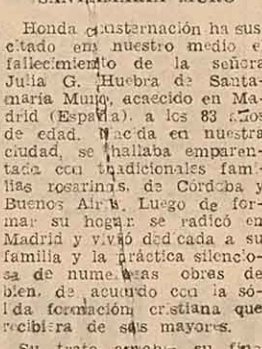 SANTAMARIA MURO
Honda consternación ha sus-
citado en nuestro medio el
fallecimiento de la señora
Julia G. Huebra de Santa-
maría Muro, acaecido en Ma-
drid (España), a los 83 años
de edad. Nacida en nuestra
ciudad, se hallaba emparen-
tada con tradicionales fami-
lias rosarinas, de Córdoba y
Buenos Aires. Luego de for-
mar su hogar se radicó en
Madrid y vivió dedicada a su
familia y la práctica silencio-
sa de numerosas obras de
bien, de acuerdo con la só-
lida formación cristiana que
recibiera de sus mayores.
Su trato